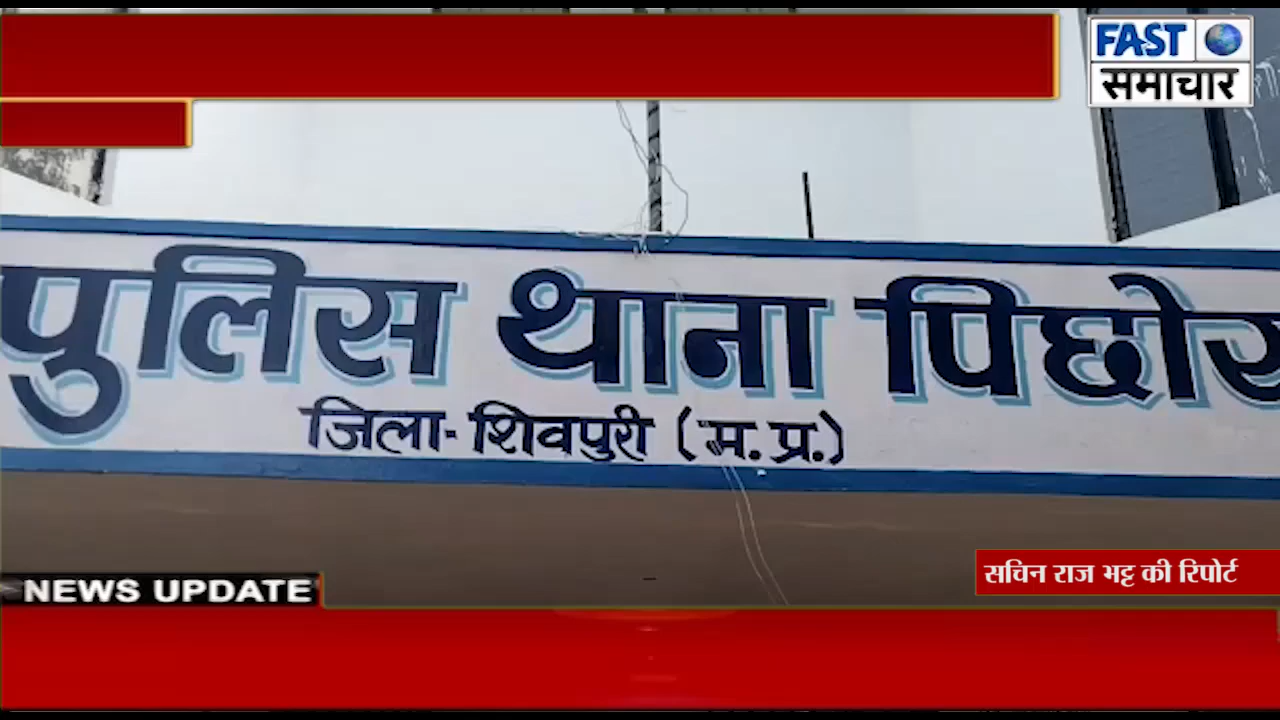 FAST
समाचार
पुलिस थाना पिछोर
जिला- शिवपुरी (म.प्र.)
सचिन राज भट्ट की रिपोर्ट
NEWS UPDATE